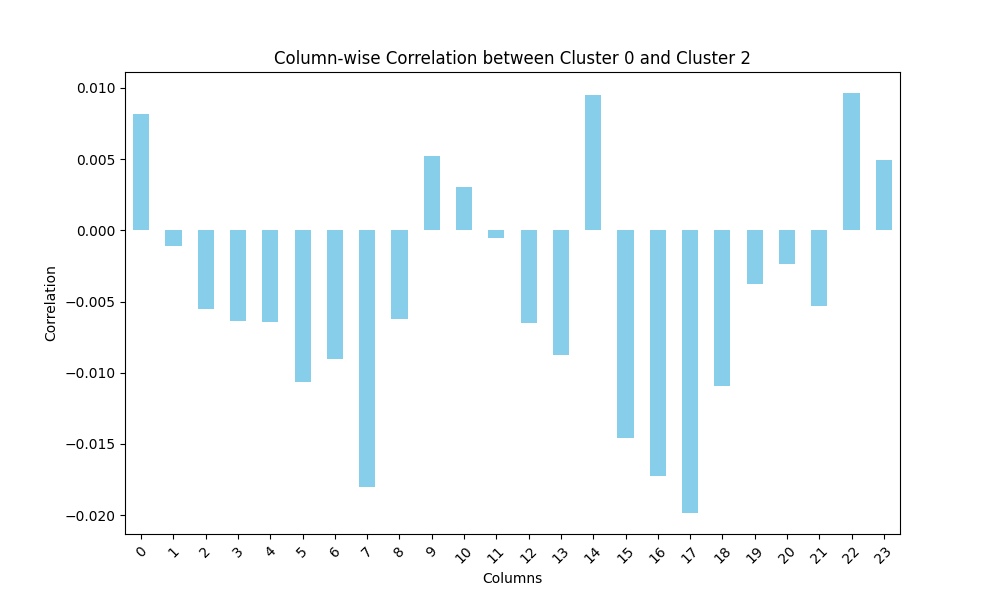 Column-wise Correlation between Cluster 0 and Cluster 2
0.010
0.005
0.000
−0.005
−0.010
−0.015
−0.020
Correlation
0 1 2 3 4 5 6 7 8 9 10 11 12 13 14 15 16 17 18 19 20 21 22 23
Columns